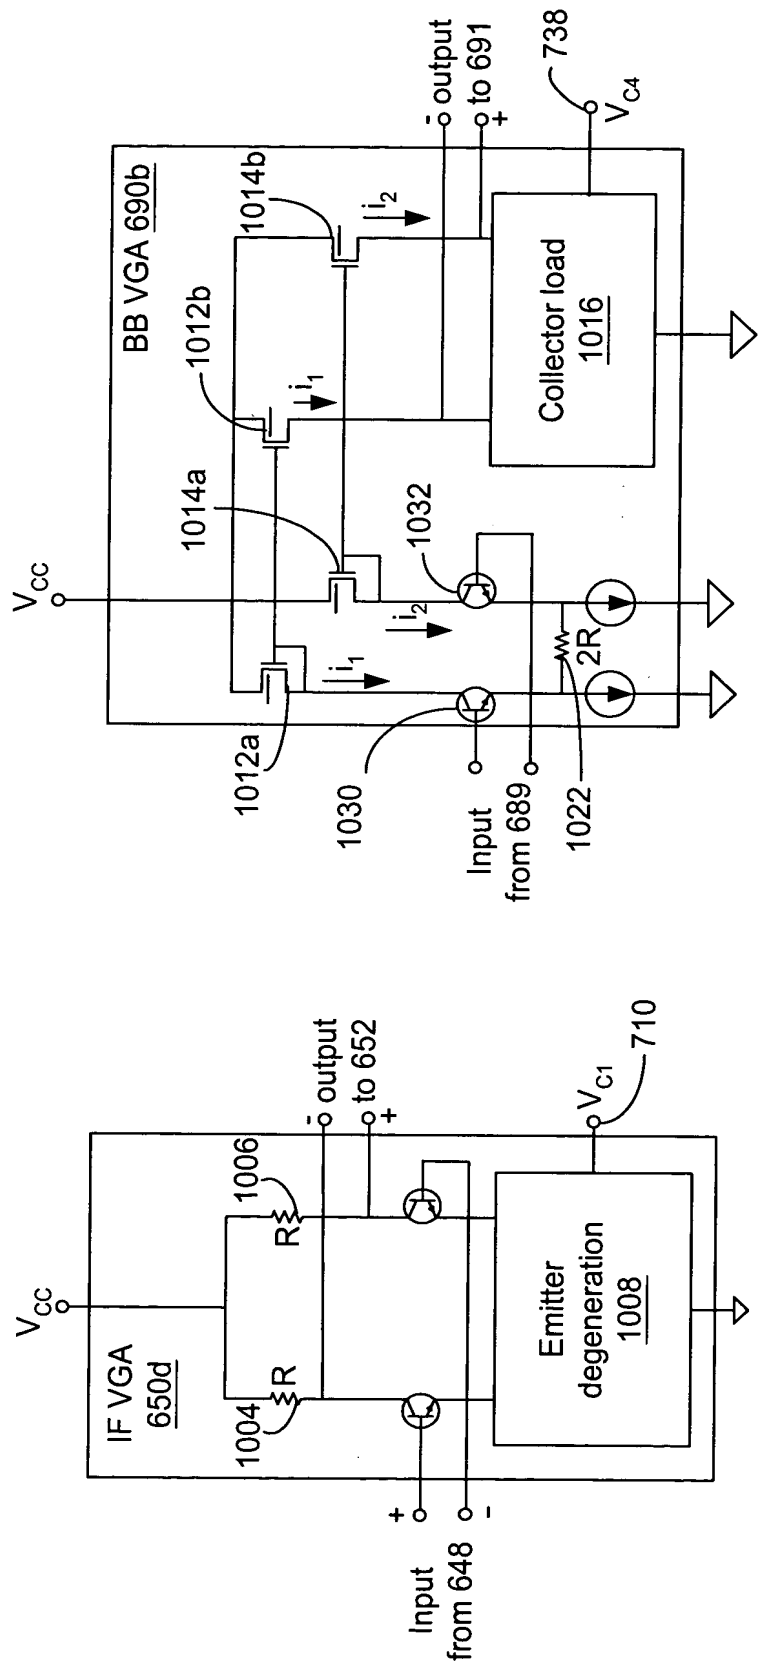 IF VGA
650d
V_CC
1004
R
R
1006
- output
to 652
+
+
Input
from 648
-
Emitter
degeneration
1008
V_C1
710
BB VGA 690b
V_CC
1012a
1014a
1012b
1014b
i_1
i_2
i_1
i_2
- output
to 691
+
1030
1032
Input
from 689
1022
2R
Collector load
1016
V_C4
738